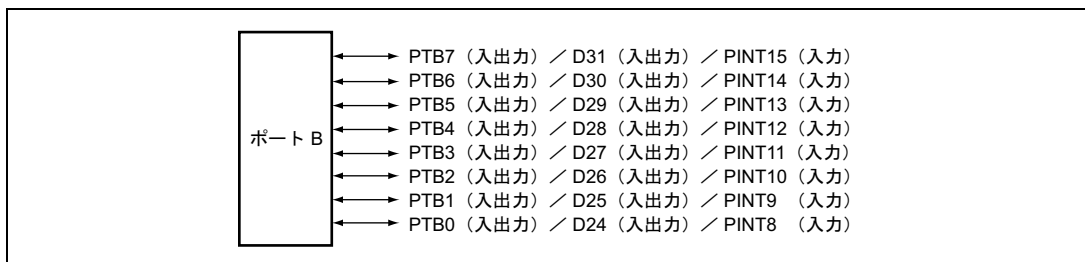 PTB7（入出力）／D31（入出力）／PINT15（入力）
PTB6（入出力）／D30（入出力）／PINT14（入力）
PTB5（入出力）／D29（入出力）／PINT13（入力）
ポート B
PTB4（入出力）／D28（入出力）／PINT12（入力）
PTB3（入出力）／D27（入出力）／PINT11（入力）
PTB2（入出力）／D26（入出力）／PINT10（入力）
PTB1（入出力）／D25（入出力）／PINT9 （入力）
PTB0（入出力）／D24（入出力）／PINT8 （入力）